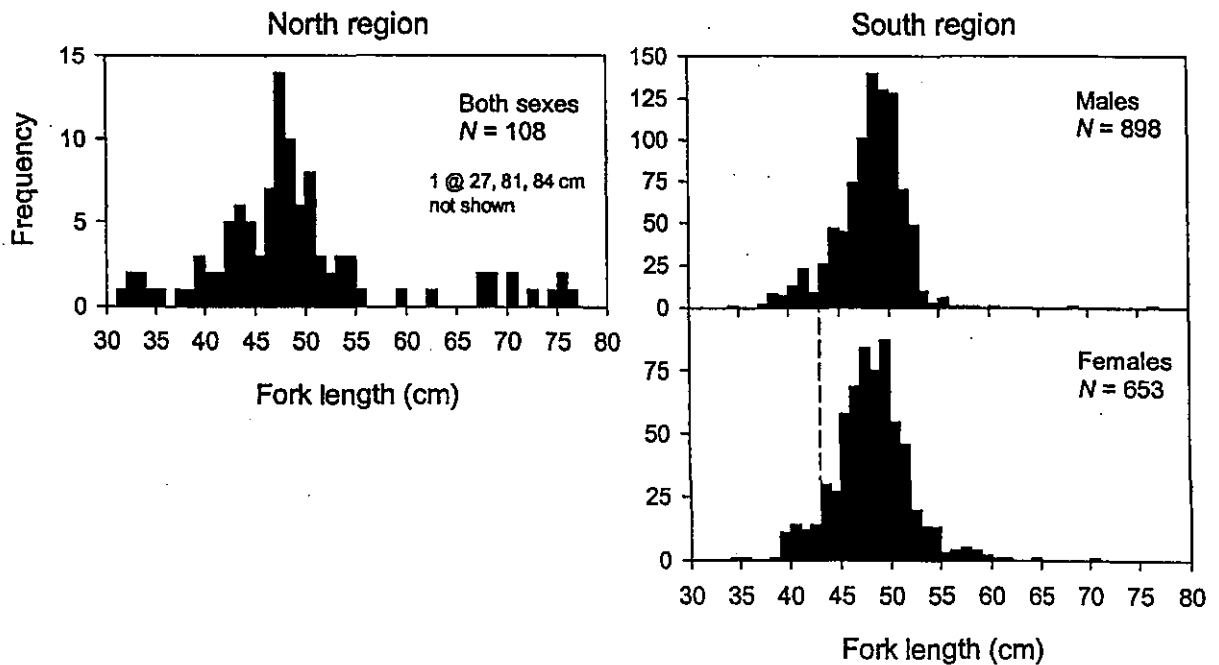 North region
15
10
5
0
Frequency
Both sexes
N = 108
1 @ 27, 81, 84 cm
not shown
30 35 40 45 50 55 60 65 70 75 80
Fork length (cm)
South region
150
125
100
75
50
25
0
Males
N = 898
75
50
25
0
Females
N = 653
30 35 40 45 50 55 60 65 70 75 80
Fork length (cm)